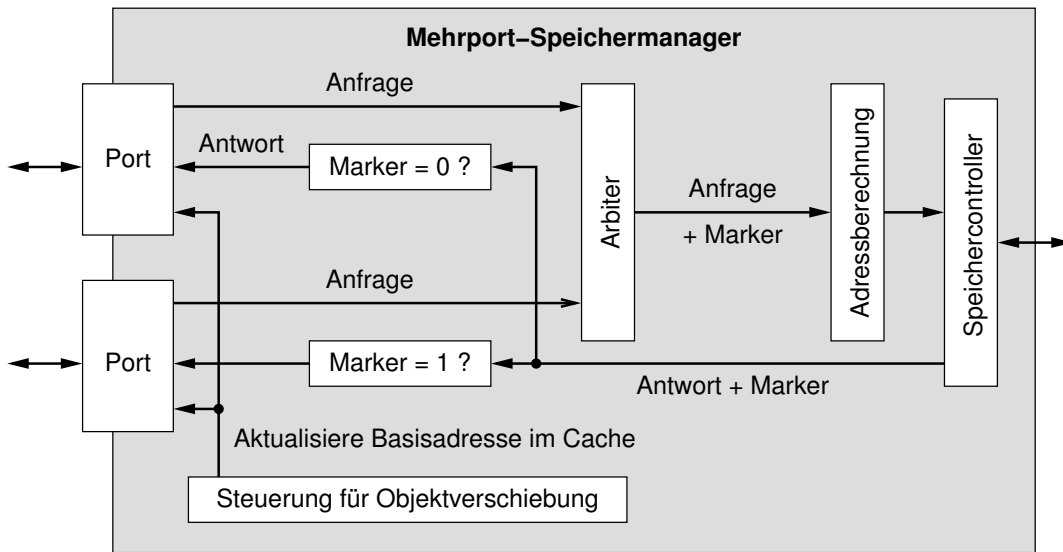 Mehrport–Speichermanager
Anfrage
Port
Antwort
Marker = 0 ?
Arbiter
Anfrage
+ Marker
Adressberechnung
Speichercontroller
Anfrage
Port
Marker = 1 ?
Antwort + Marker
Aktualisiere Basisadresse im Cache
Steuerung für Objektverschiebung